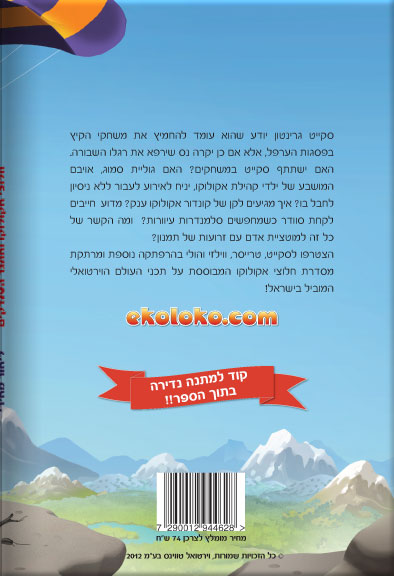 סקייט גרינטון יודע שהוא עומד להחמיץ את משחקי הקיץ
בפסגות הערפל, אלא אם כן יקרה נס שירפא את רגלו השבורה.
האם ישתתף סקייט במשחקים? האם גוליית סמוג, אויבם
המושבע של ילדי קהילת אקולוקו, יניח לאירוע לעבור ללא ניסיון
לחבל בו? איך מגיעים לקן של קונדור אקולוקו ענק? מדוע חייבים
לקחת סוודר כשמחפשים סלמנדרות עיוורות? ומה הקשר של
כל זה למוטציית אדם עם זרועות של תמנון?
הצטרפו לסקייט, טרייסר, ווילדי והולי בהרפתקה נוספת ומרתקת
מסדרת חלוצי אקולוקו המבוססת על תכני העולם הוירטואלי
המוביל בישראל!
ekoloko.com
קוד למתנה נדירה
בתוך הספר!!
7 290012 944628 >
מחיר מומלץ לצרכן 74 ש"ח
© כל הזכויות שמורות, וירטואל טווינס בע"מ 2012